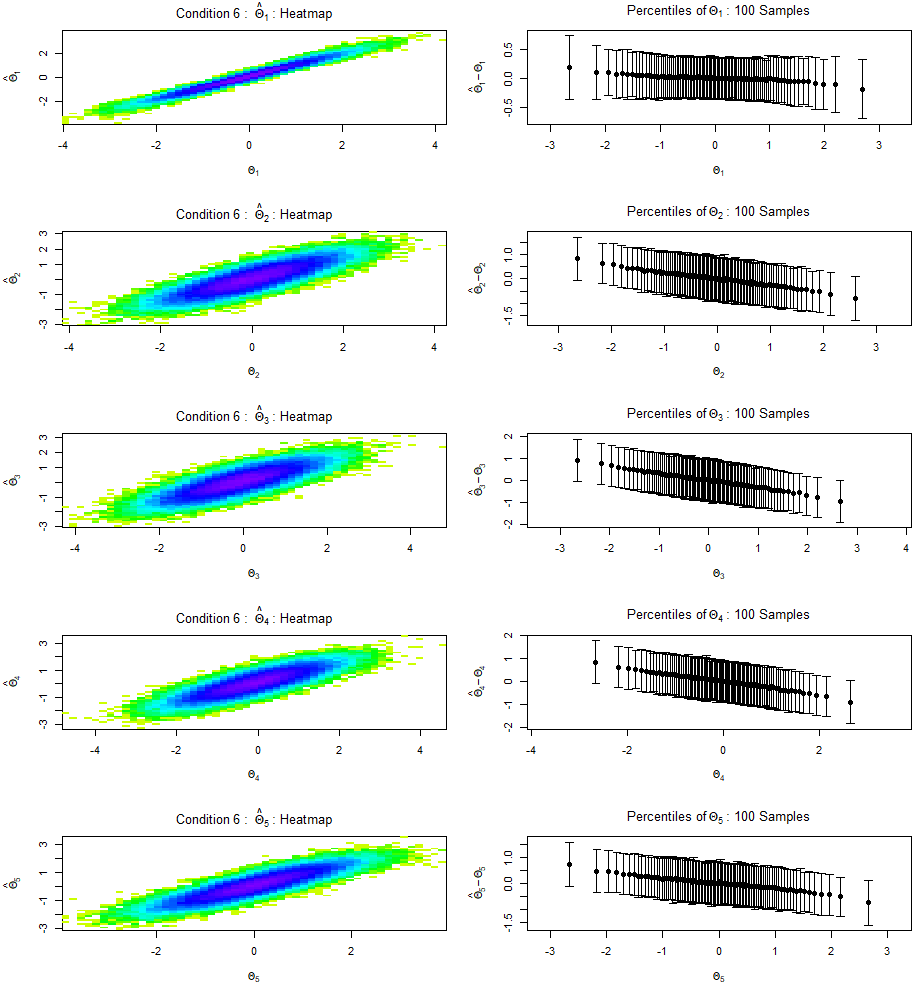 Condition 6 : Θ̂₁ : Heatmap
Θ̂₁
2
0
-2
-4 -2 0 2 4
Θ₁
Percentiles of Θ₁ : 100 Samples
Θ̂₁−Θ₁
0.5
0.0
-0.5
-3 -2 -1 0 1 2 3
Θ₁
Condition 6 : Θ̂₂ : Heatmap
Θ̂₂
3
2
1
-1
-3
-4 -2 0 2 4
Θ₂
Percentiles of Θ₂ : 100 Samples
Θ̂₂−Θ₂
1.0
0.0
-1.5
-3 -2 -1 0 1 2 3
Θ₂
Condition 6 : Θ̂₃ : Heatmap
Θ̂₃
3
2
1
-1
-3
-4 -2 0 2 4
Θ₃
Percentiles of Θ₃ : 100 Samples
Θ̂₃−Θ₃
2
1
0
-1
-2
-3 -2 -1 0 1 2 3 4
Θ₃
Condition 6 : Θ̂₄ : Heatmap
Θ̂₄
3
1
-1
-3
-4 -2 0 2 4
Θ₄
Percentiles of Θ₄ : 100 Samples
Θ̂₄−Θ₄
2
1
0
-1
-2
-4 -2 0 2
Θ₄
Condition 6 : Θ̂₅ : Heatmap
Θ̂₅
3
1
-1
-3
-2 0 2
Θ₅
Percentiles of Θ₅ : 100 Samples
Θ̂₅−Θ₅
1.0
0.0
-1.5
-3 -2 -1 0 1 2 3
Θ₅